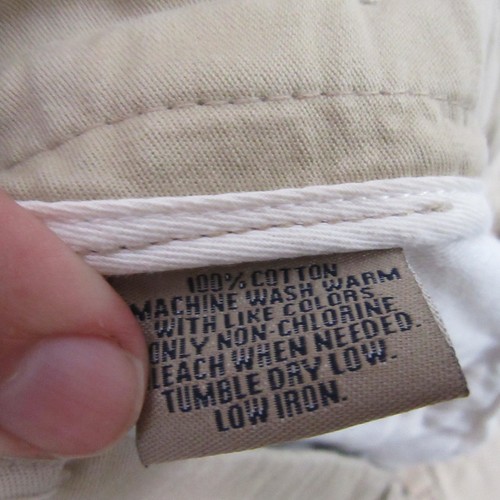 100% COTTON
MACHINE WASH WARM
WITH LIKE COLORS
ONLY NON-CHLORINE
LEACH WHEN NEEDED.
TUMBLE DRY LOW.
LOW IRON.